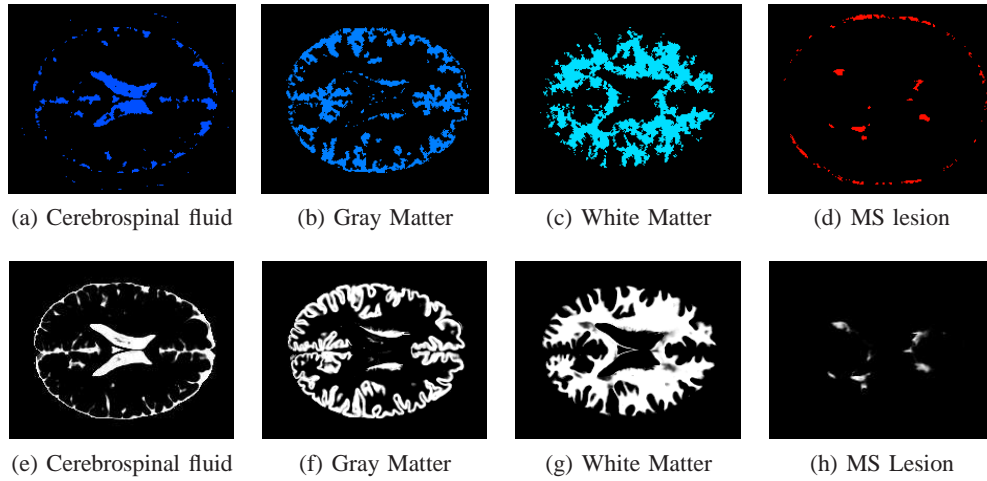 (a) Cerebrospinal fluid
(b) Gray Matter
(c) White Matter
(d) MS lesion
(e) Cerebrospinal fluid
(f) Gray Matter
(g) White Matter
(h) MS Lesion